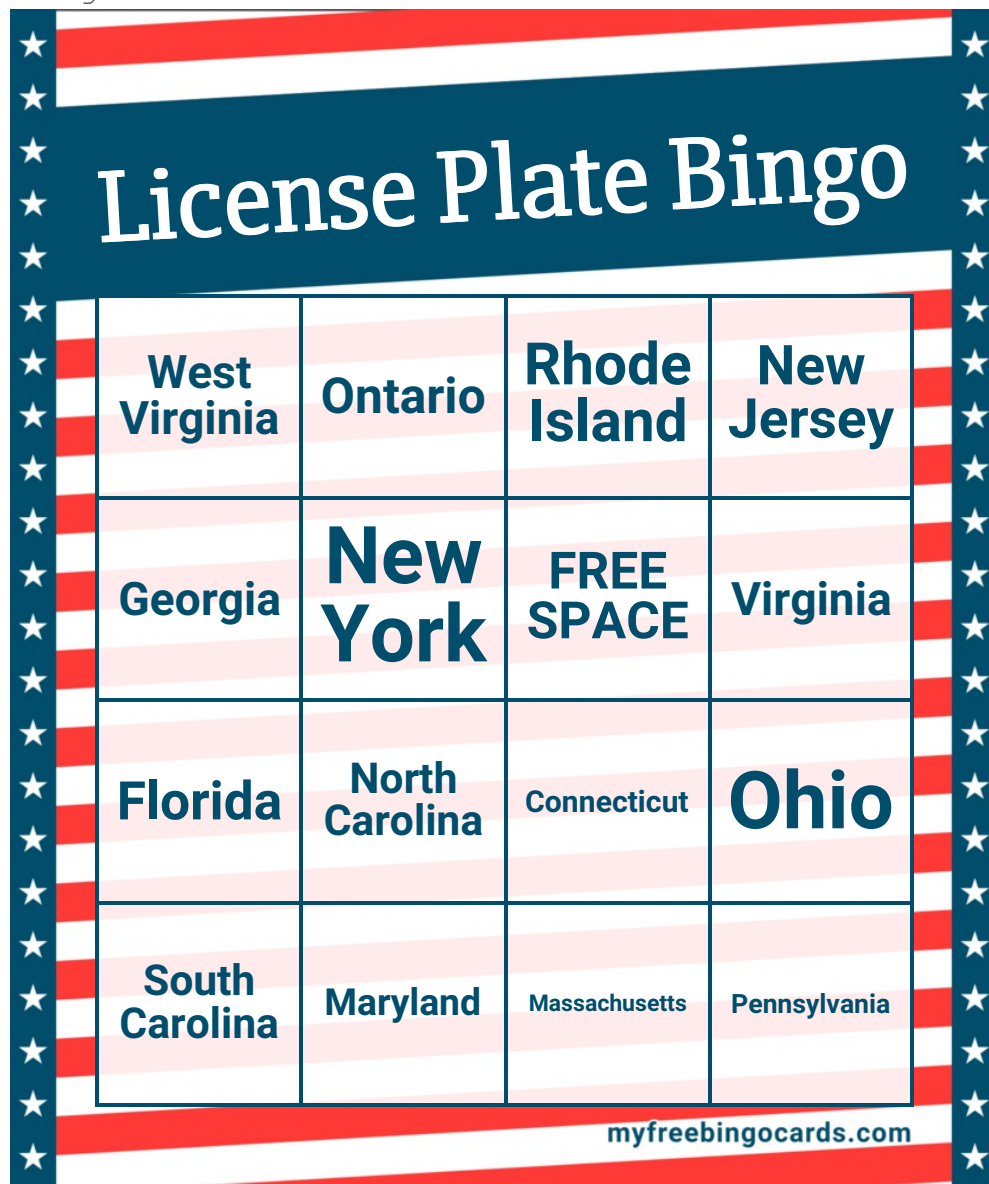 License Plate Bingo
West
Virginia
Ontario
Rhode
Island
New
Jersey
Georgia
New
York
FREE
SPACE
Virginia
Florida
North
Carolina
Connecticut
Ohio
South
Carolina
Maryland
Massachusetts
Pennsylvania
myfreebingocards.com